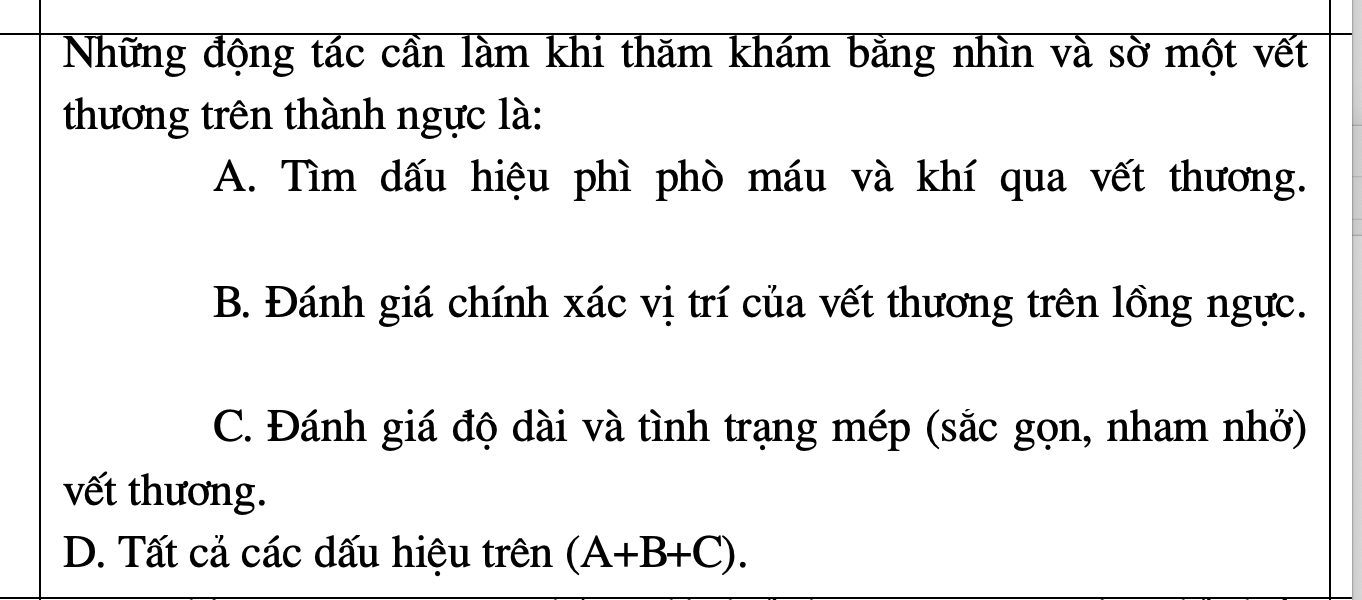 Những động tác cần làm khi thăm khám bằng nhìn và sờ một vết
thương trên thành ngực là:
A. Tìm dấu hiệu phì phò máu và khí qua vết thương.
B. Đánh giá chính xác vị trí của vết thương trên lồng ngực.
C. Đánh giá độ dài và tình trạng mép (sắc gọn, nham nhở)
vết thương.
D. Tất cả các dấu hiệu trên (A+B+C).